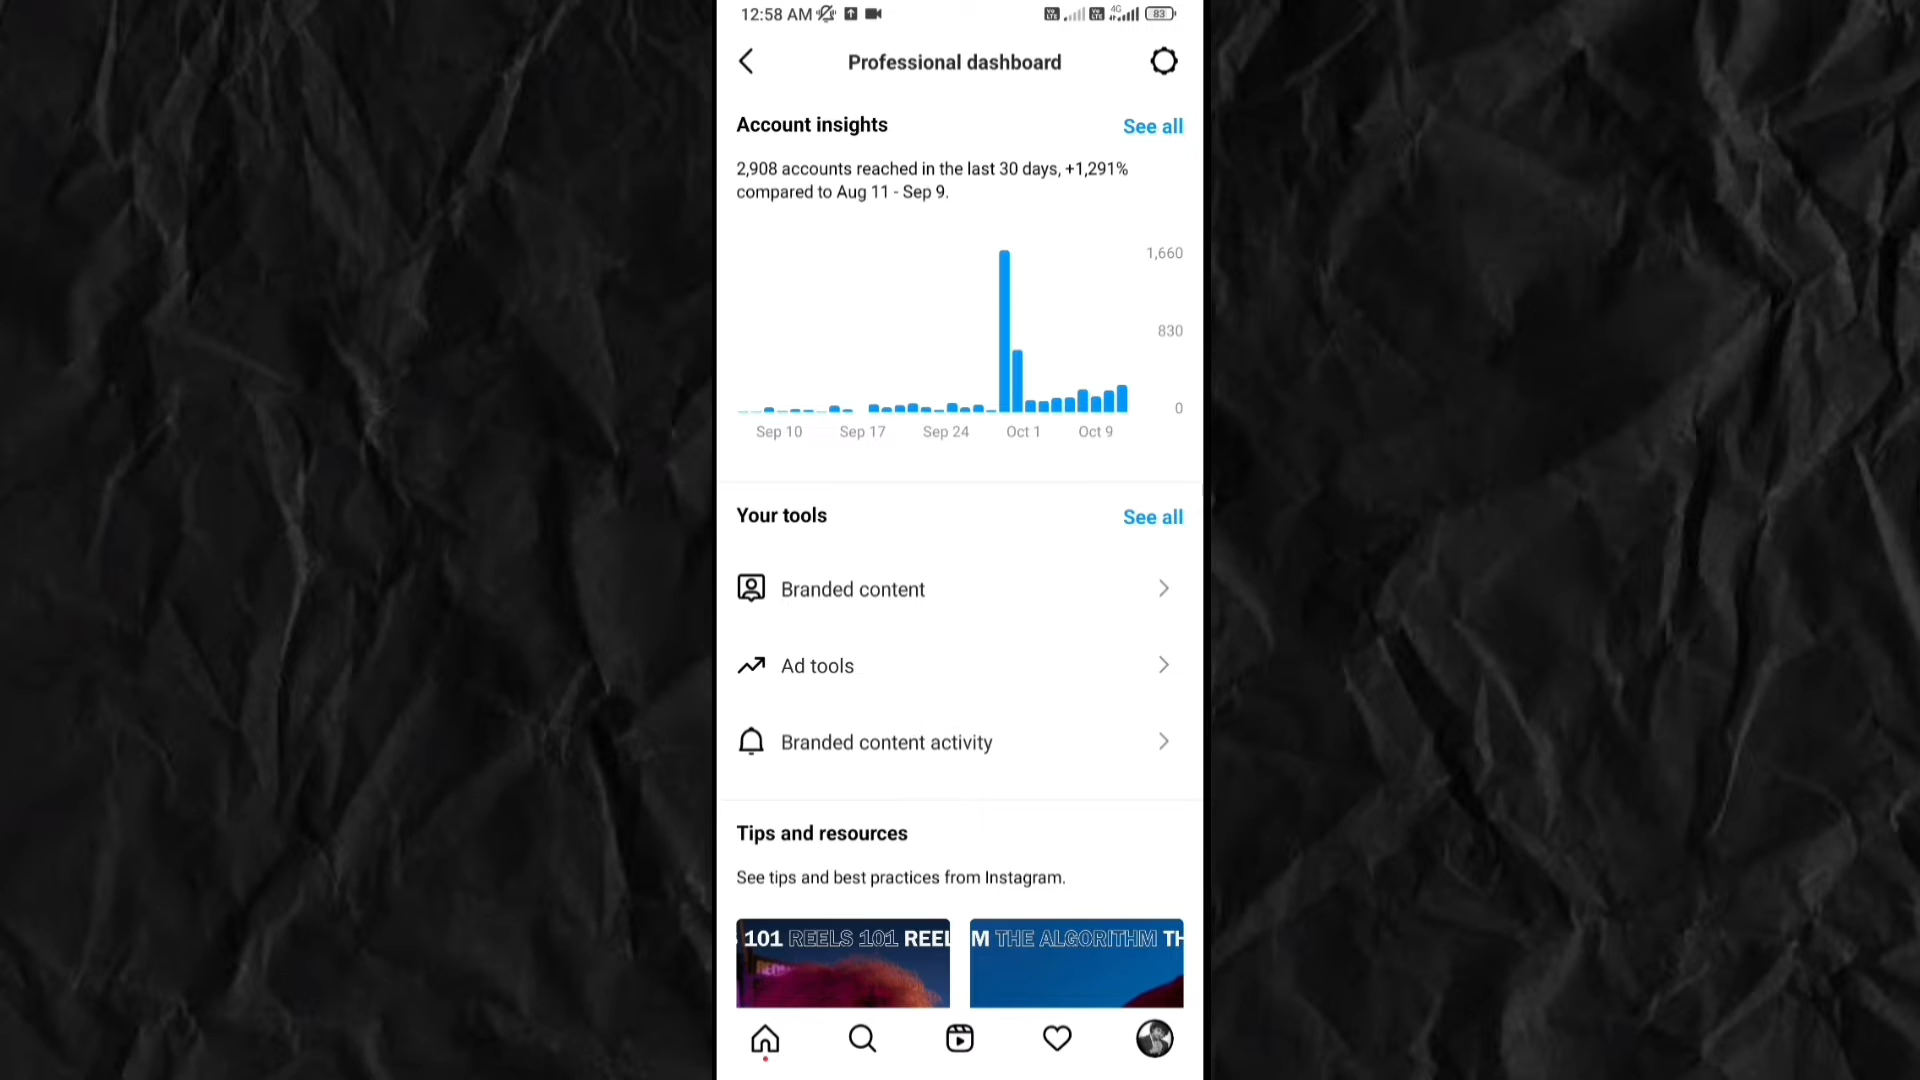 12:58 AM
4G
83
Professional dashboard
Account insights
See all
2,908 accounts reached in the last 30 days, +1,291%
compared to Aug 11 - Sep 9.
1,660
830
0
Sep 10 Sep 17 Sep 24 Oct 1 Oct 9
Your tools
See all
Branded content
Ad tools
Branded content activity
Tips and resources
See tips and best practices from Instagram.
101 REELS 101 REEL
M THE ALGORITHM TH